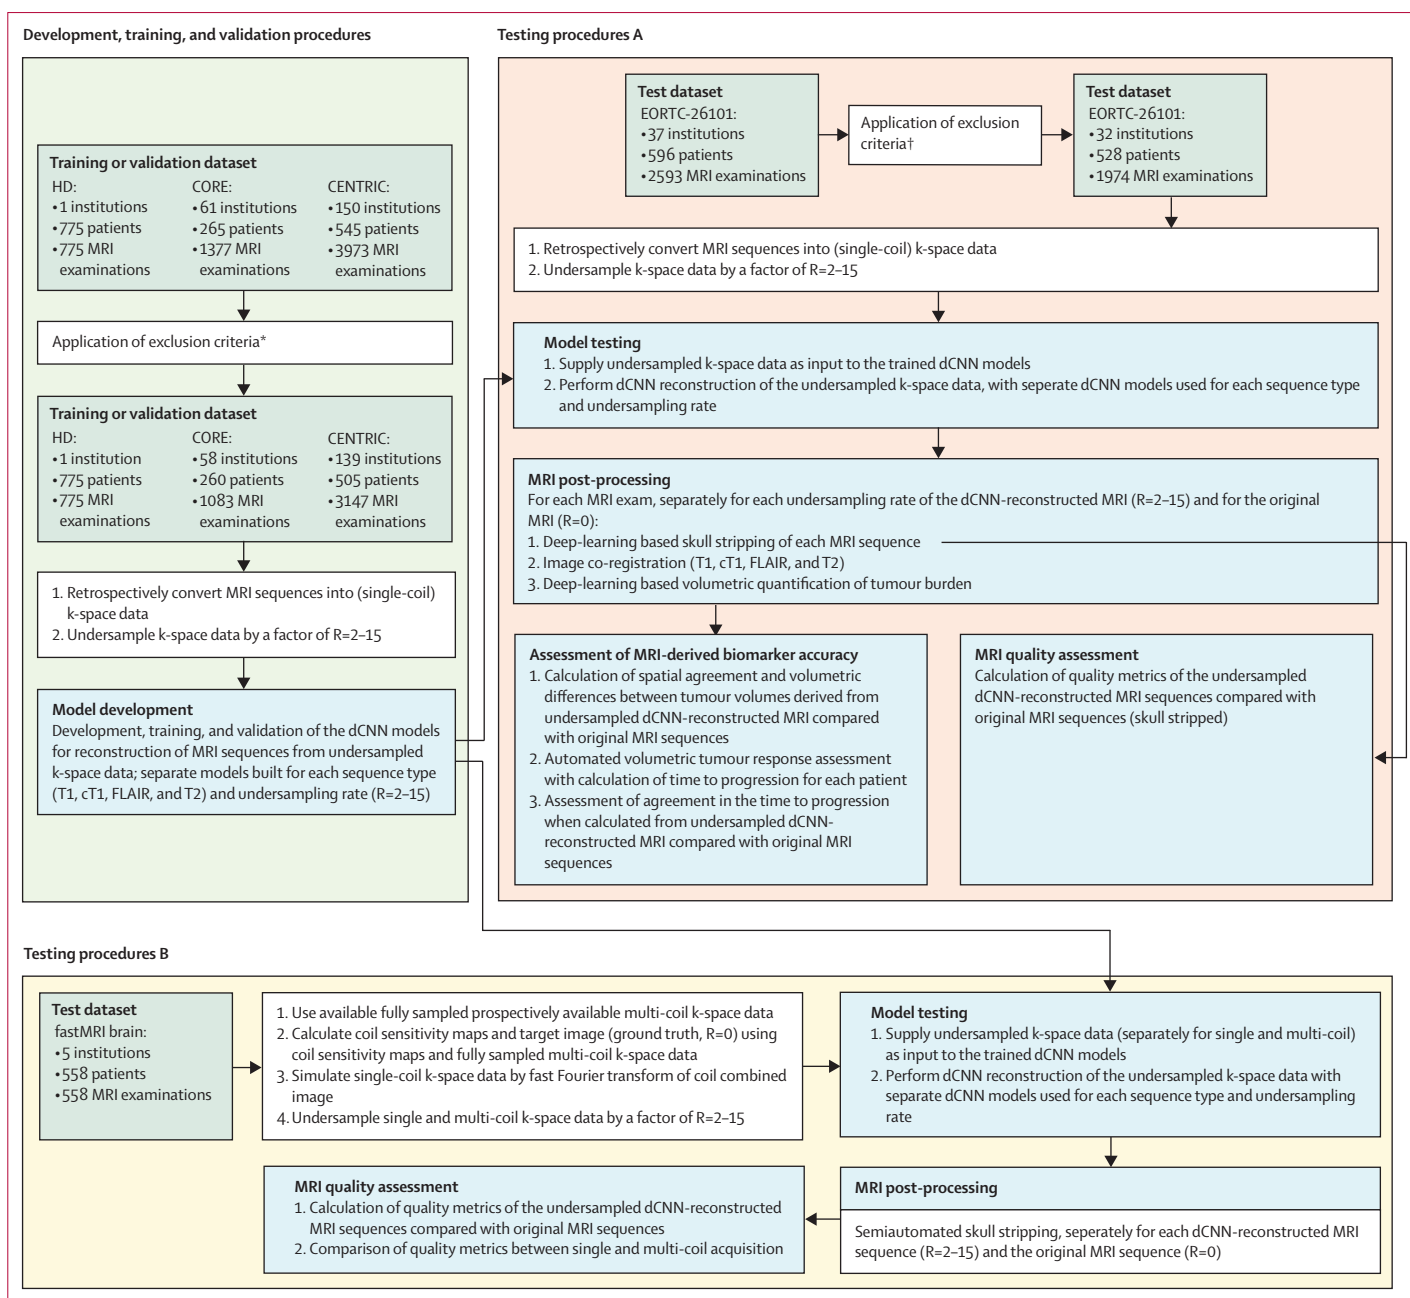 Development, training, and validation procedures
Training or validation dataset
HD:
•1 institutions
•775 patients
•775 MRI
examinations
CORE:
•61 institutions
•265 patients
•1377 MRI
examinations
CENTRIC:
•150 institutions
•545 patients
•3973 MRI
examinations
Application of exclusion criteria*
Training or validation dataset
HD:
•1 institution
•775 patients
•775 MRI
examinations
CORE:
•58 institutions
•260 patients
•1083 MRI
examinations
CENTRIC:
•139 institutions
•505 patients
•3147 MRI
examinations
1. Retrospectively convert MRI sequences into (single-coil)
k-space data
2. Undersample k-space data by a factor of R=2–15
Model development
Development, training, and validation of the dCNN models
for reconstruction of MRI sequences from undersampled
k-space data; separate models built for each sequence type
(T1, cT1, FLAIR, and T2) and undersampling rate (R=2–15)
Testing procedures A
Test dataset
EORTC-26101:
•37 institutions
•596 patients
•2593 MRI examinations
Application of exclusion
criteria†
Test dataset
EORTC-26101:
•32 institutions
•528 patients
•1974 MRI examinations
1. Retrospectively convert MRI sequences into (single-coil) k-space data
2. Undersample k-space data by a factor of R=2–15
Model testing
1. Supply undersampled k-space data as input to the trained dCNN models
2. Perform dCNN reconstruction of the undersampled k-space data, with seperate dCNN models used for each sequence type
and undersampling rate
MRI post-processing
For each MRI exam, separately for each undersampling rate of the dCNN-reconstructed MRI (R=2–15) and for the original
MRI (R=0):
1. Deep-learning based skull stripping of each MRI sequence
2. Image co-registration (T1, cT1, FLAIR, and T2)
3. Deep-learning based volumetric quantification of tumour burden
Assessment of MRI-derived biomarker accuracy
1. Calculation of spatial agreement and volumetric
differences between tumour volumes derived from
undersampled dCNN-reconstructed MRI compared
with original MRI sequences
2. Automated volumetric tumour response assessment
with calculation of time to progression for each patient
3. Assessment of agreement in the time to progression
when calculated from undersampled dCNN-
reconstructed MRI compared with original MRI
sequences
MRI quality assessment
Calculation of quality metrics of the undersampled
dCNN-reconstructed MRI sequences compared with
original MRI sequences (skull stripped)
Testing procedures B
Test dataset
fastMRI brain:
•5 institutions
•558 patients
•558 MRI examinations
1. Use available fully sampled prospectively available multi-coil k-space data
2. Calculate coil sensitivity maps and target image (ground truth, R=0) using
coil sensitivity maps and fully sampled multi-coil k-space data
3. Simulate single-coil k-space data by fast Fourier transform of coil combined
image
4. Undersample single and multi-coil k-space data by a factor of R=2–15
Model testing
1. Supply undersampled k-space data (separately for single and multi-coil)
as input to the trained dCNN models
2. Perform dCNN reconstruction of the undersampled k-space data with
separate dCNN models used for each sequence type and undersampling
rate
MRI quality assessment
1. Calculation of quality metrics of the undersampled dCNN-reconstructed
MRI sequences compared with original MRI sequences
2. Comparison of quality metrics between single and multi-coil acquisition
MRI post-processing
Semiautomated skull stripping, seperately for each dCNN-reconstructed MRI
sequence (R=2–15) and the original MRI sequence (R=0)